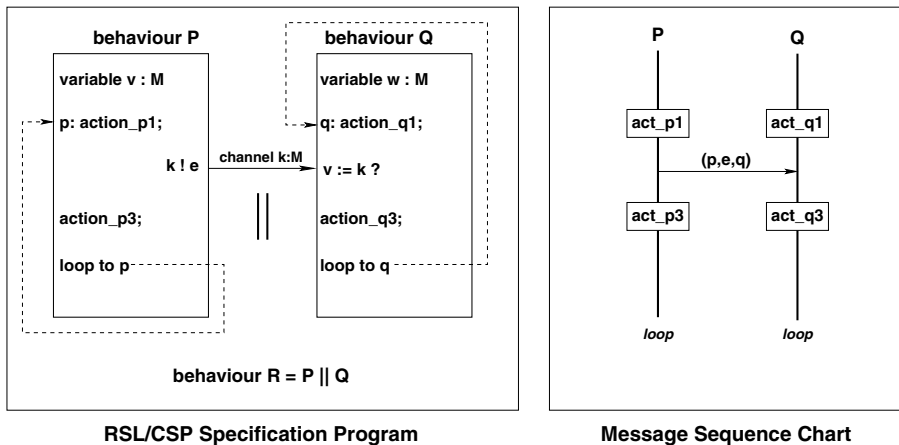 behaviour P
variable v : M
p: action_p1;
k ! e
action_p3;
loop to p
channel k:M
||
behaviour Q
variable w : M
q: action_q1;
v := k ?
action_q3;
loop to q
behaviour R = P || Q
RSL/CSP Specification Program
P Q
act_p1 act_q1
(p,e,q)
act_p3 act_q3
loop loop
Message Sequence Chart